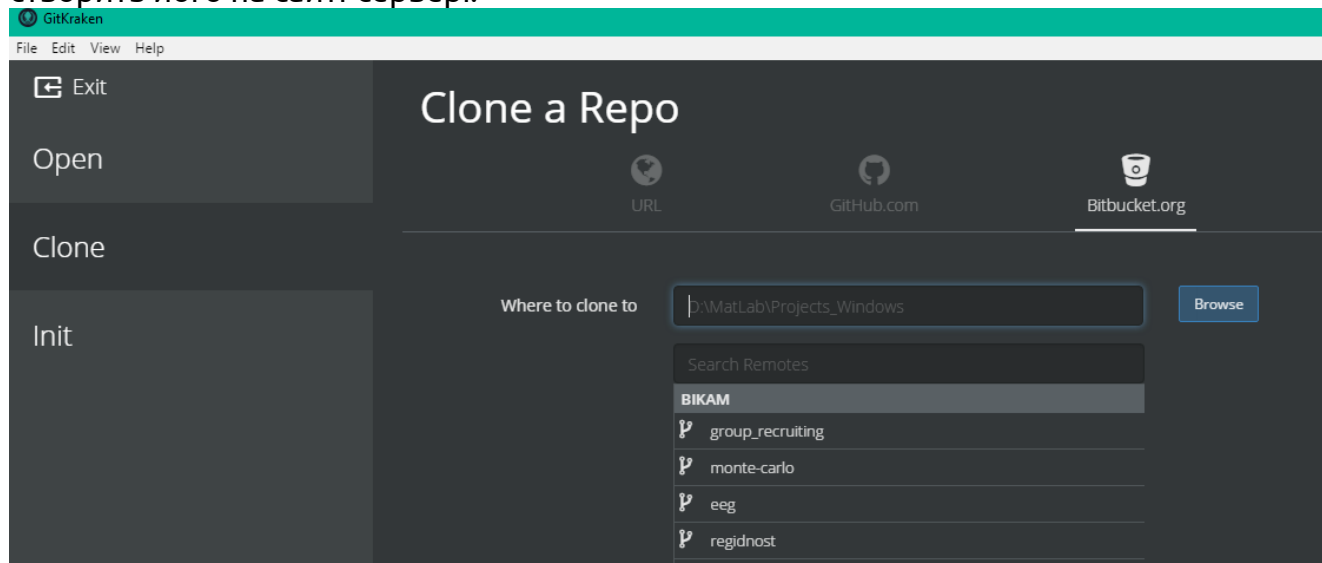 GitKraken
File Edit View Help
Exit
Clone a Repo
Open
URL
GitHub.com
Bitbucket.org
Clone
Where to clone to
D:\MatLab\Projects_Windows
Browse
Init
Search Remotes
BIKAM
group_recruiting
monte-carlo
eeg
regidnost